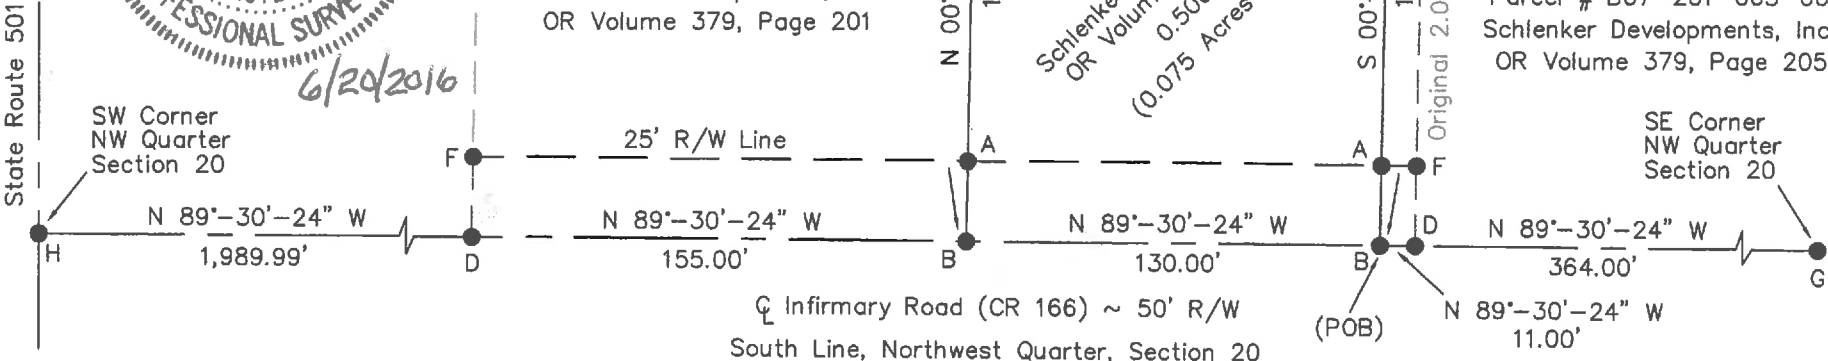 State Route 501
PROFESSIONAL SURVE
6/20/2016
OR Volume 379, Page 201
N 00°
Schlenker
OR Volum
0.500
(0.075 Acres
S 00°
Original 2.0
Schlenker Developments, Inc
OR Volume 379, Page 205
SW Corner
NW Quarter
Section 20
F
25' R/W Line
A
A
F
SE Corner
NW Quarter
Section 20
N 89°-30'-24" W
1,989.99'
N 89°-30'-24" W
155.00'
N 89°-30'-24" W
130.00'
D
N 89°-30'-24" W
364.00'
H
D
B
B
G
℄ Infirmary Road (CR 166) ~ 50' R/W
(POB)
N 89°-30'-24" W
11.00'
South Line, Northwest Quarter, Section 20